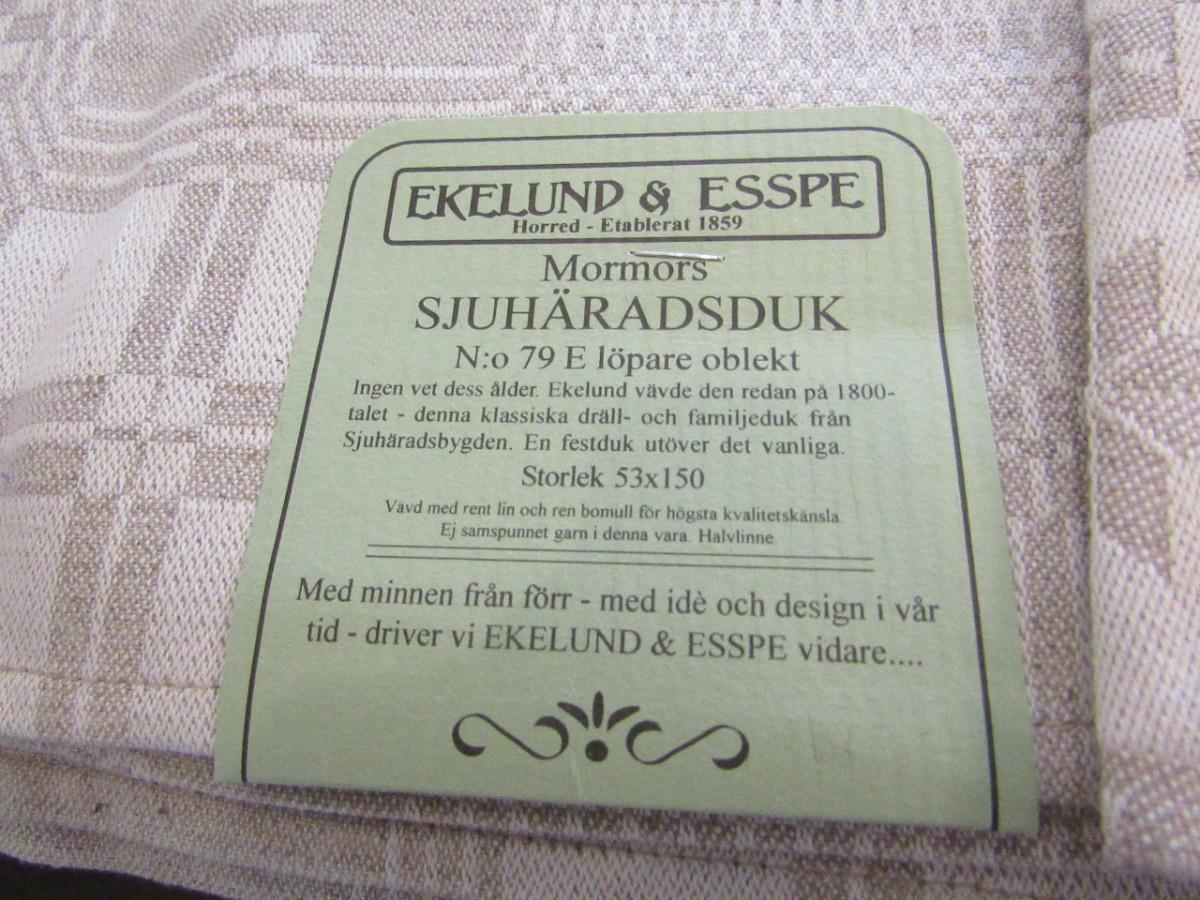 EKELUND & ESSPE
Horred - Etablerat 1859
Mormors
SJUHÄRADSDUK
N:o 79 E löpare oblekt
Ingen vet dess ålder. Ekelund vävde den redan på 1800-
talet - denna klassiska dräll- och familjeduk från
Sjuhäradsbygden. En festduk utöver det vanliga.
Storlek 53x150
Vävd med rent lin och ren bomull för högsta kvalitetskänsla.
Ej samspunnet garn i denna vara. Halvlinne.
Med minnen från förr - med idè och design i vår
tid - driver vi EKELUND & ESSPE vidare....